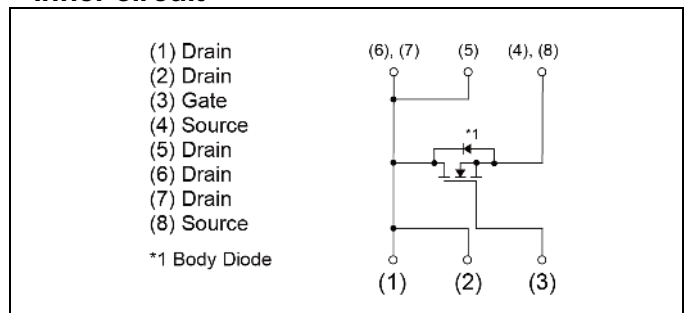 Inner circuit
(1) Drain
(2) Drain
(3) Gate
(4) Source
(5) Drain
(6) Drain
(7) Drain
(8) Source
*1 Body Diode
(6), (7) (5) (4), (8)
*1
(1) (2) (3)